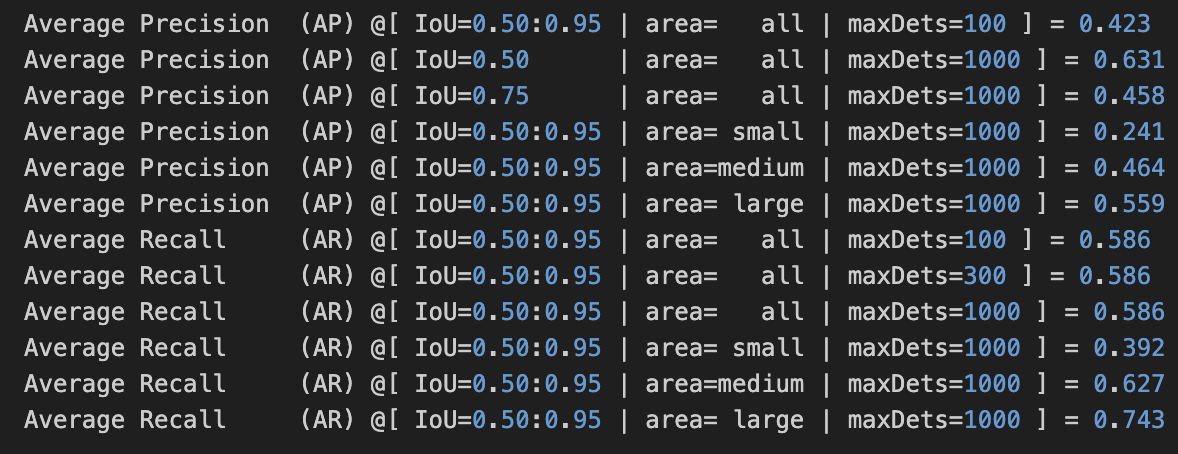 Average Precision  (AP) @[ IoU=0.50:0.95 | area=   all | maxDets=100 ] = 0.423
Average Precision  (AP) @[ IoU=0.50      | area=   all | maxDets=1000 ] = 0.631
Average Precision  (AP) @[ IoU=0.75      | area=   all | maxDets=1000 ] = 0.458
Average Precision  (AP) @[ IoU=0.50:0.95 | area= small | maxDets=1000 ] = 0.241
Average Precision  (AP) @[ IoU=0.50:0.95 | area=medium | maxDets=1000 ] = 0.464
Average Precision  (AP) @[ IoU=0.50:0.95 | area= large | maxDets=1000 ] = 0.559
Average Recall     (AR) @[ IoU=0.50:0.95 | area=   all | maxDets=100 ] = 0.586
Average Recall     (AR) @[ IoU=0.50:0.95 | area=   all | maxDets=300 ] = 0.586
Average Recall     (AR) @[ IoU=0.50:0.95 | area=   all | maxDets=1000 ] = 0.586
Average Recall     (AR) @[ IoU=0.50:0.95 | area= small | maxDets=1000 ] = 0.392
Average Recall     (AR) @[ IoU=0.50:0.95 | area=medium | maxDets=1000 ] = 0.627
Average Recall     (AR) @[ IoU=0.50:0.95 | area= large | maxDets=1000 ] = 0.743